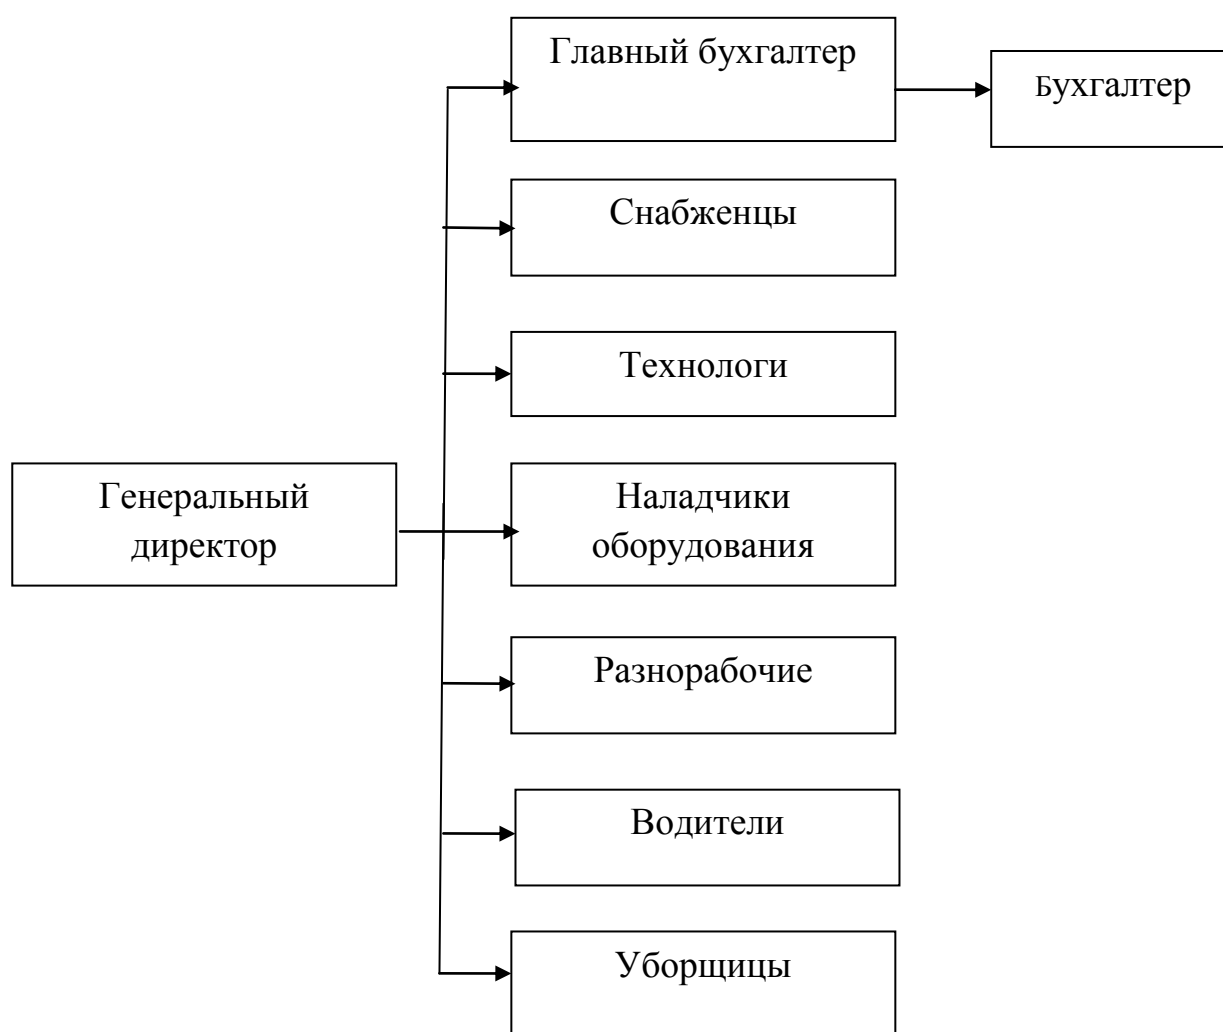 Главный бухгалтер
Бухгалтер
Снабженцы
Технологи
Генеральный
директор
Наладчики
оборудования
Разнорабочие
Водители
Уборщицы